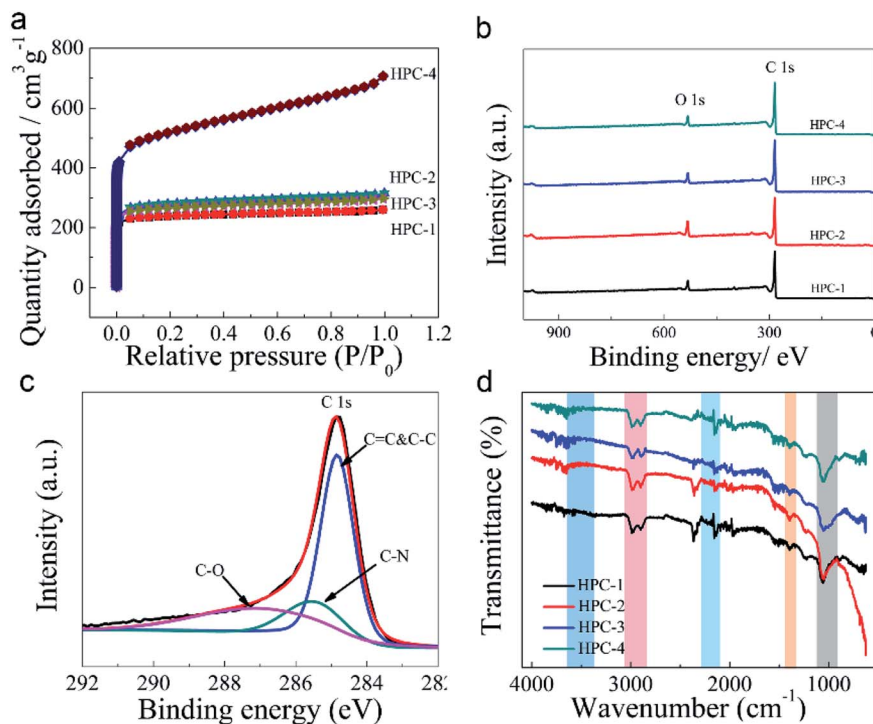 a
Quantity adsorbed / cm³ g⁻¹
800
600
400
200
0
HPC-4
HPC-2
HPC-3
HPC-1
0.0 0.2 0.4 0.6 0.8 1.0 1.2
Relative pressure (P/P₀)
b
Intensity (a.u.)
C 1s
O 1s
HPC-4
HPC-3
HPC-2
HPC-1
900 600 300
Binding energy/ eV
c
Intensity (a.u.)
C 1s
C=C&C-C
C-N
C-O
292 290 288 286 284
Binding energy (eV)
d
Transmittance (%)
HPC-1
HPC-2
HPC-3
HPC-4
4000 3000 2000 1000
Wavenumber (cm⁻¹)